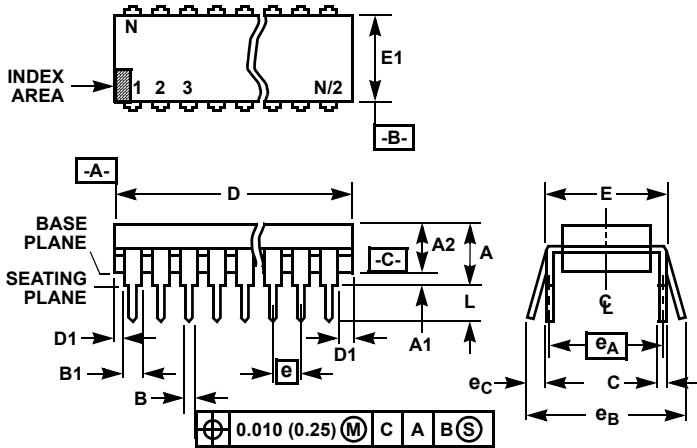 N
E1
INDEX
AREA
1 2 3 N/2
-B-
-A-
D
E
BASE
PLANE
A2
A
-C-
SEATING
PLANE
L
℄
D1
A1
D1
eA
B1
e
eC
C
B
eB
⌖ 0.010 (0.25) Ⓜ C A B Ⓢ